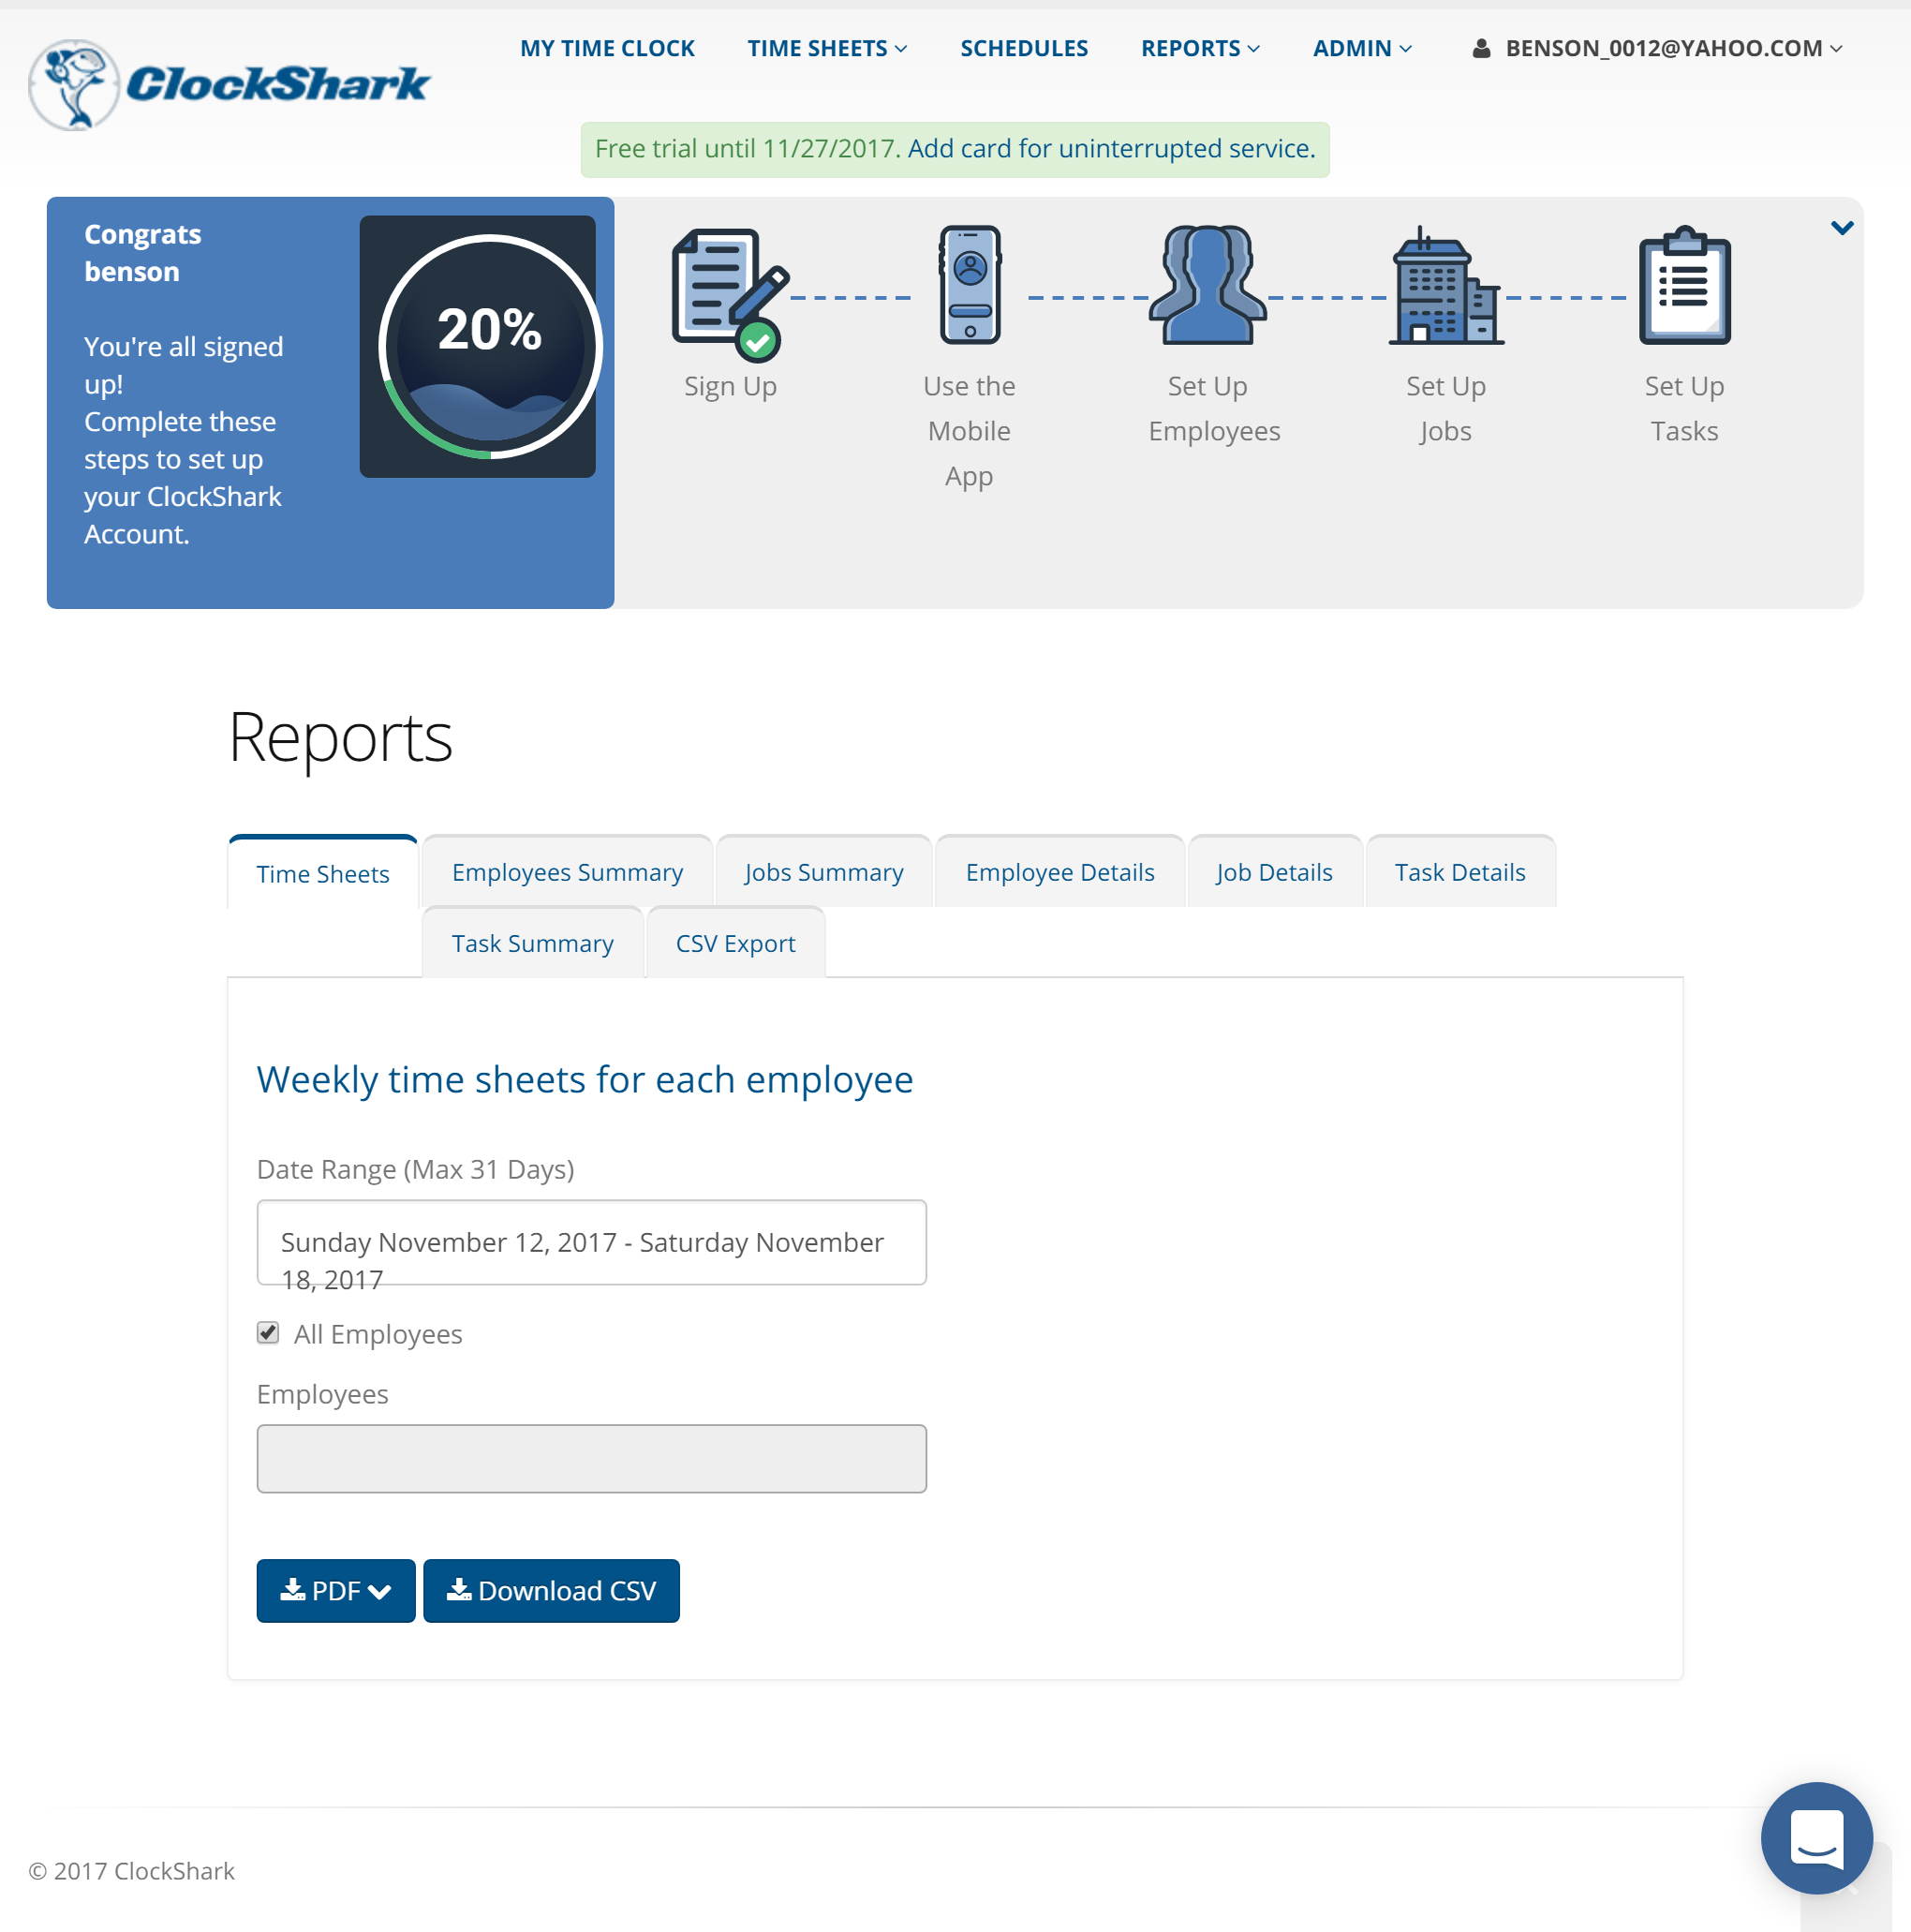 ClockShark
MY TIME CLOCK TIME SHEETS SCHEDULES REPORTS ADMIN BENSON_0012@YAHOO.COM
Free trial until 11/27/2017. Add card for uninterrupted service.
Congrats
benson
You're all signed
up!
Complete these
steps to set up
your ClockShark
Account.
20%
Sign Up
Use the
Mobile
App
Set Up
Employees
Set Up
Jobs
Set Up
Tasks
Reports
Time Sheets Employees Summary Jobs Summary Employee Details Job Details Task Details
Task Summary CSV Export
Weekly time sheets for each employee
Date Range (Max 31 Days)
Sunday November 12, 2017 - Saturday November
18, 2017
All Employees
Employees
PDF Download CSV
© 2017 ClockShark